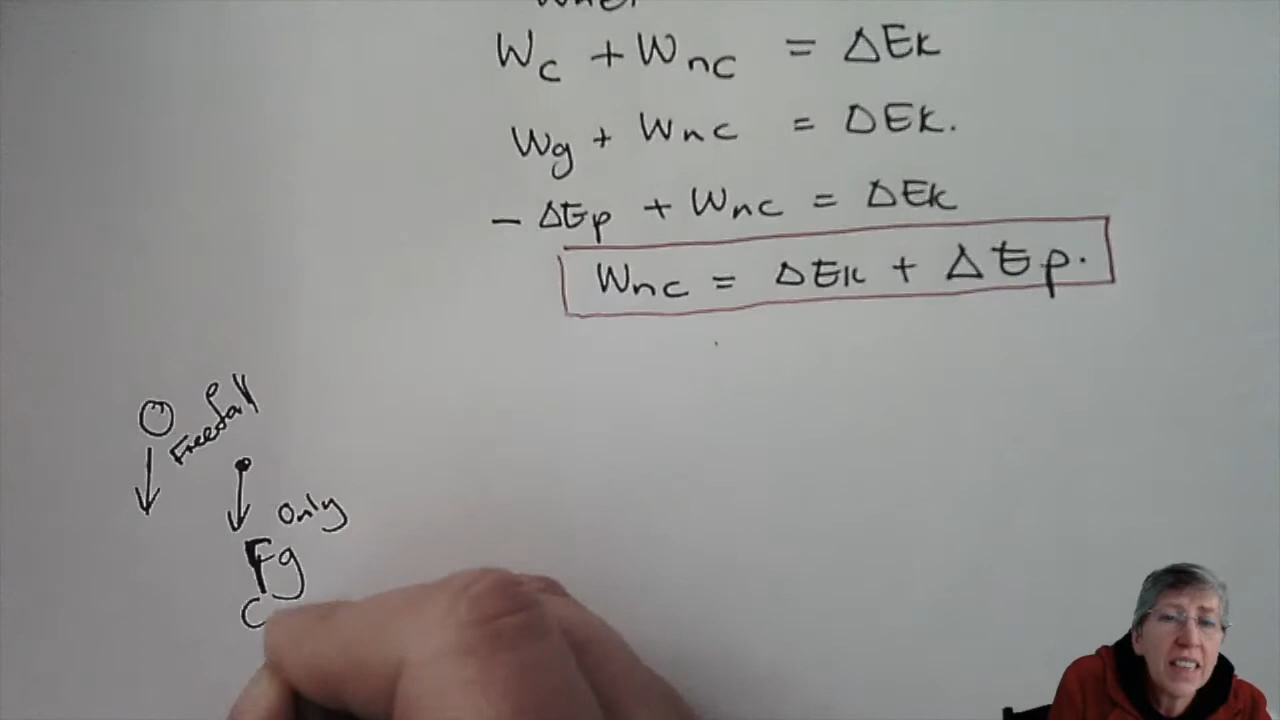 Wc + Wnc = ΔEk
Wg + Wnc = ΔEk.
- ΔEp + Wnc = ΔEk
Wnc = ΔEk + ΔEp.
Freefall
Only
Fg
C